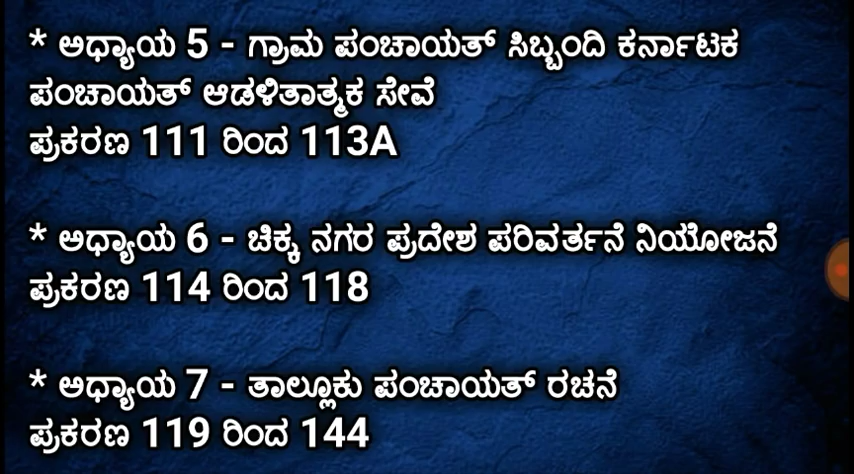 * ಅಧ್ಯಾಯ 5 - ಗ್ರಾಮ ಪಂಚಾಯತ್ ಸಿಬ್ಬಂದಿ ಕರ್ನಾಟಕ
ಪಂಚಾಯತ್ ಆಡಳಿತಾತ್ಮಕ ಸೇವೆ
ಪ್ರಕರಣ 111 ರಿಂದ 113A
* ಅಧ್ಯಾಯ 6 - ಚಿಕ್ಕ ನಗರ ಪ್ರದೇಶ ಪರಿವರ್ತನೆ ನಿಯೋಜನೆ
ಪ್ರಕರಣ 114 ರಿಂದ 118
* ಅಧ್ಯಾಯ 7 - ತಾಲ್ಲೂಕು ಪಂಚಾಯತ್ ರಚನೆ
ಪ್ರಕರಣ 119 ರಿಂದ 144